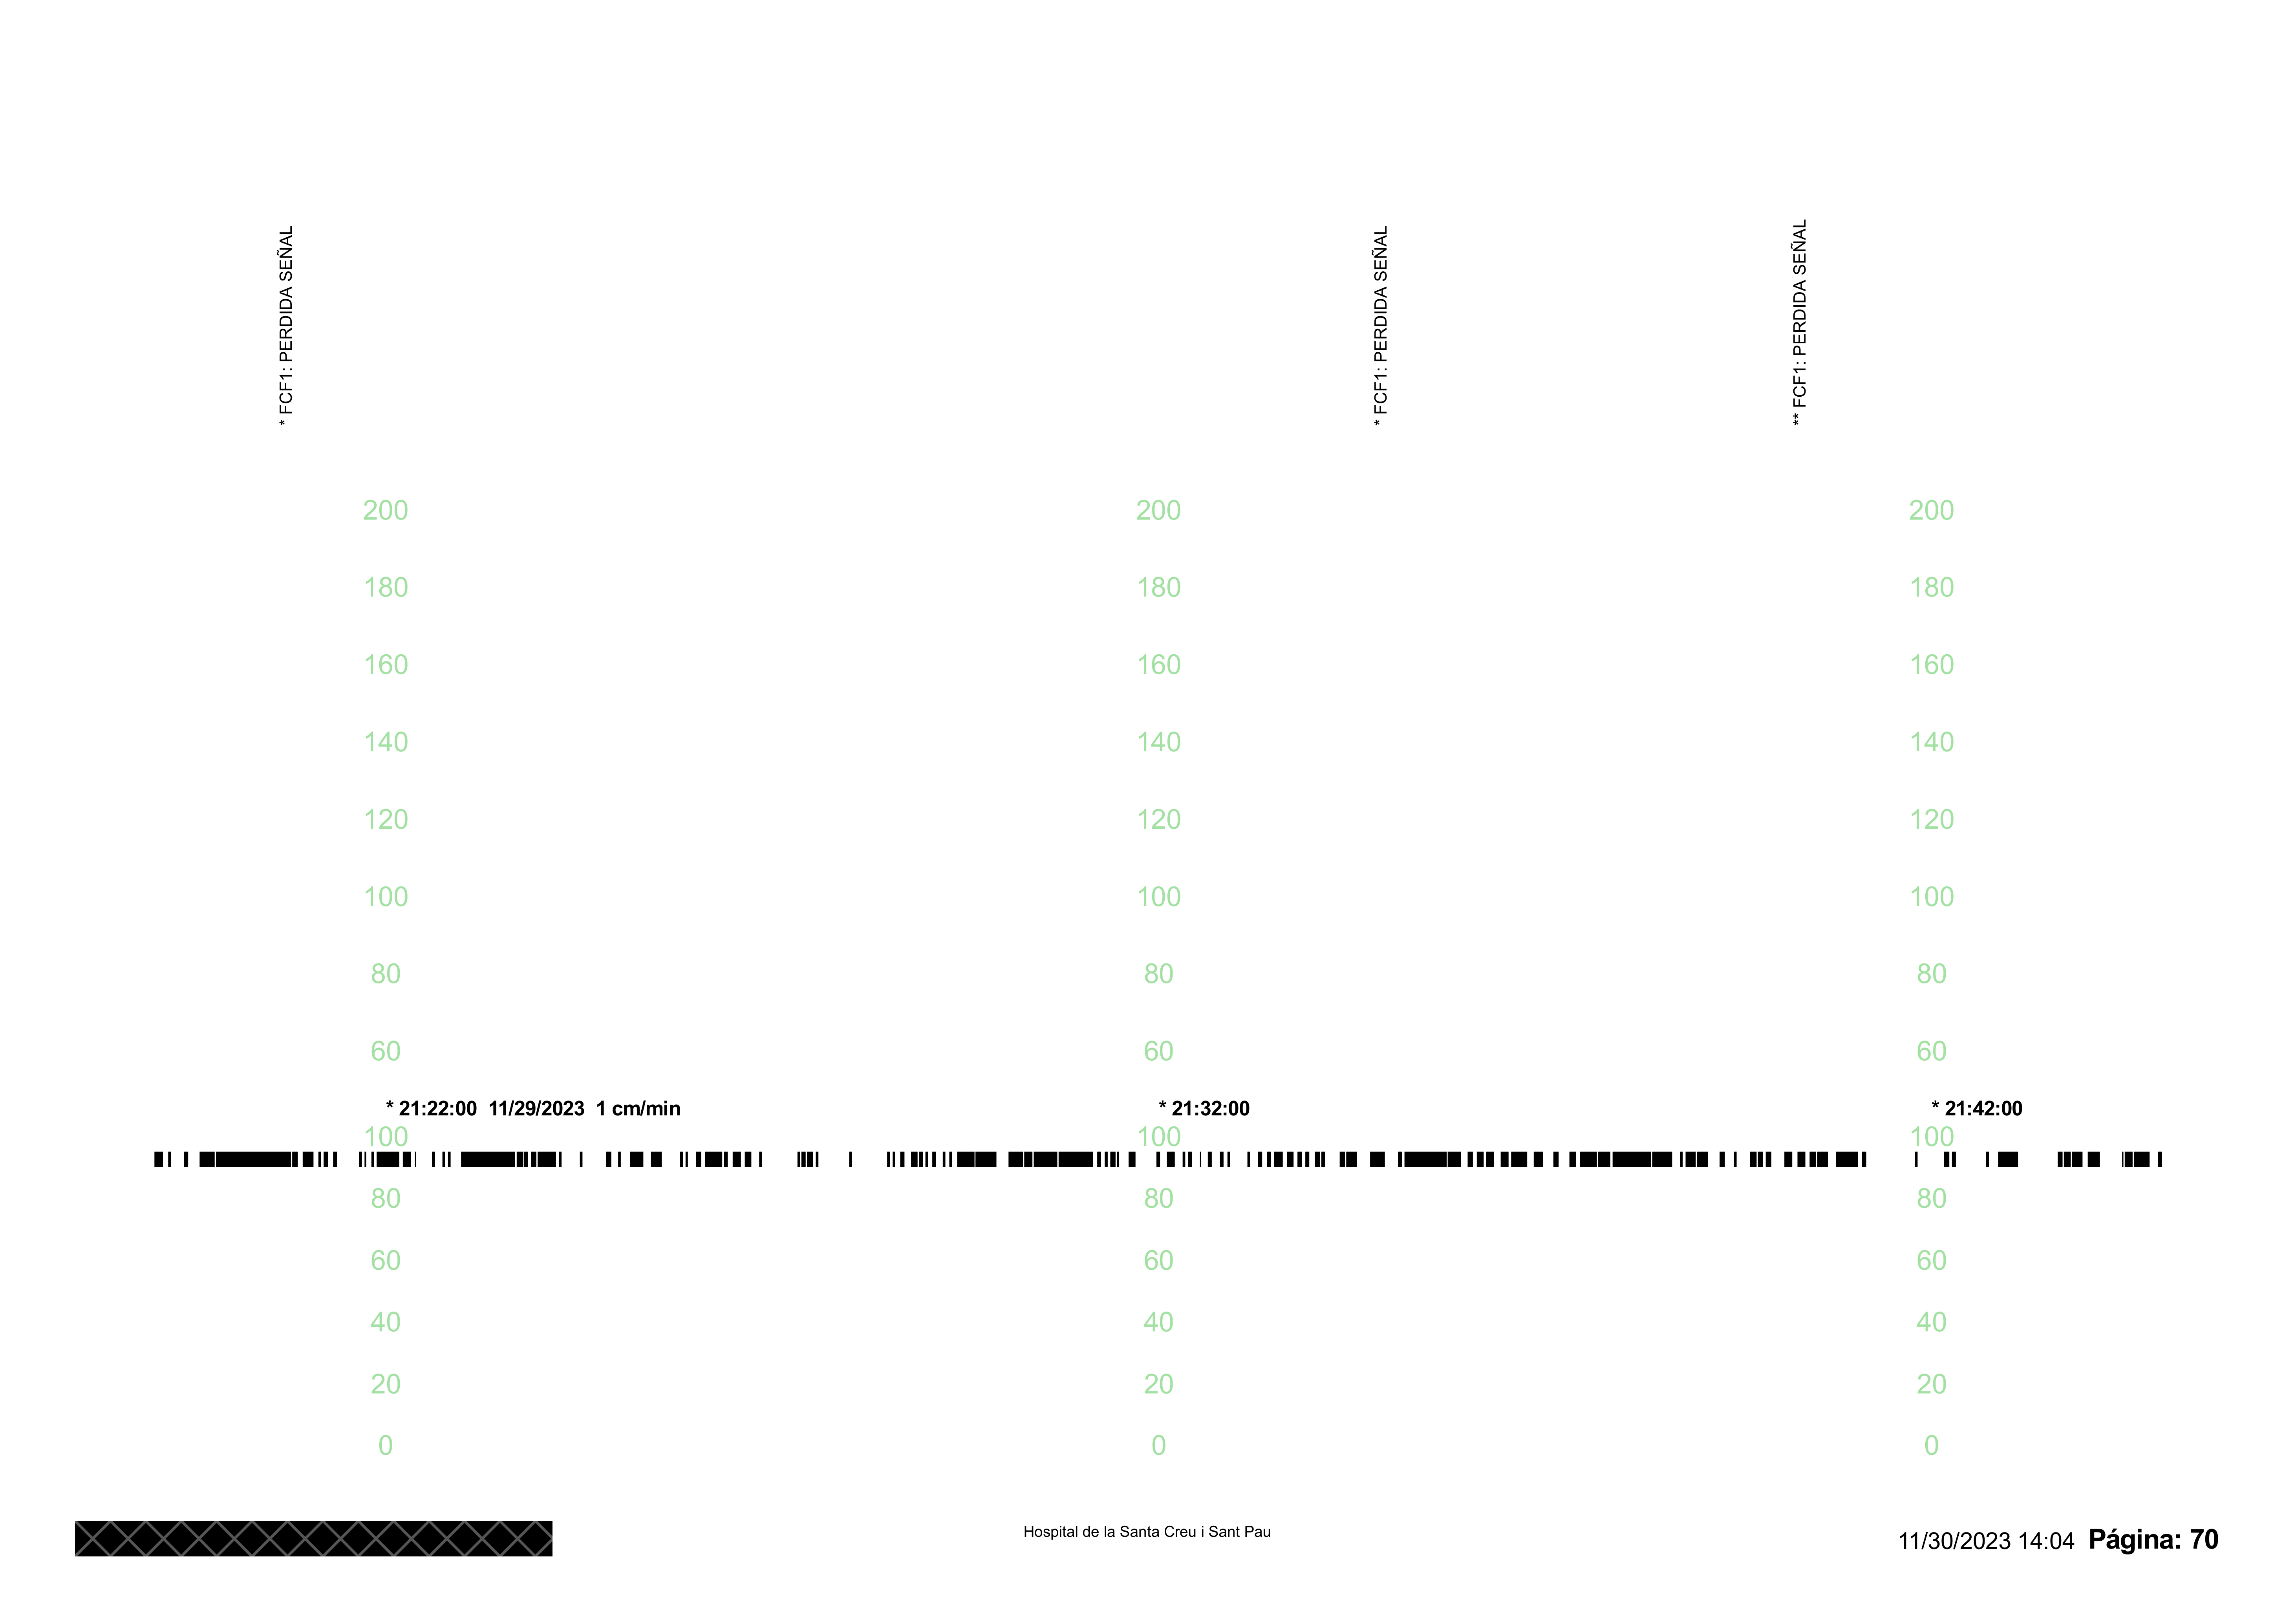 * FCF1: PERDIDA SEÑAL
* FCF1: PERDIDA SEÑAL
** FCF1: PERDIDA SEÑAL
200 200 200
180 180 180
160 160 160
140 140 140
120 120 120
100 100 100
80 80 80
60 60 60
* 21:22:00 11/29/2023 1 cm/min * 21:32:00 * 21:42:00
100 100 100
80 80 80
60 60 60
40 40 40
20 20 20
0 0 0
Hospital de la Santa Creu i Sant Pau
11/30/2023 14:04 Página: 70